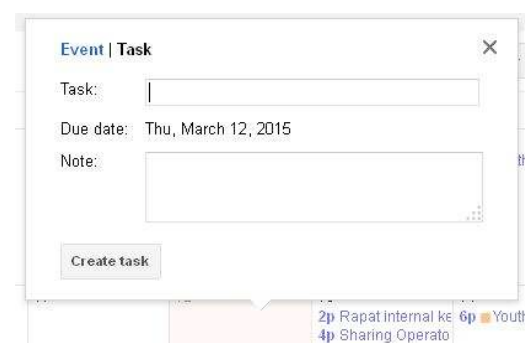 Event | Task
Task:
Due date: Thu, March 12, 2015
Note:
Create task
2p Rapat internal ke 6p Yout
4p Sharing Operato